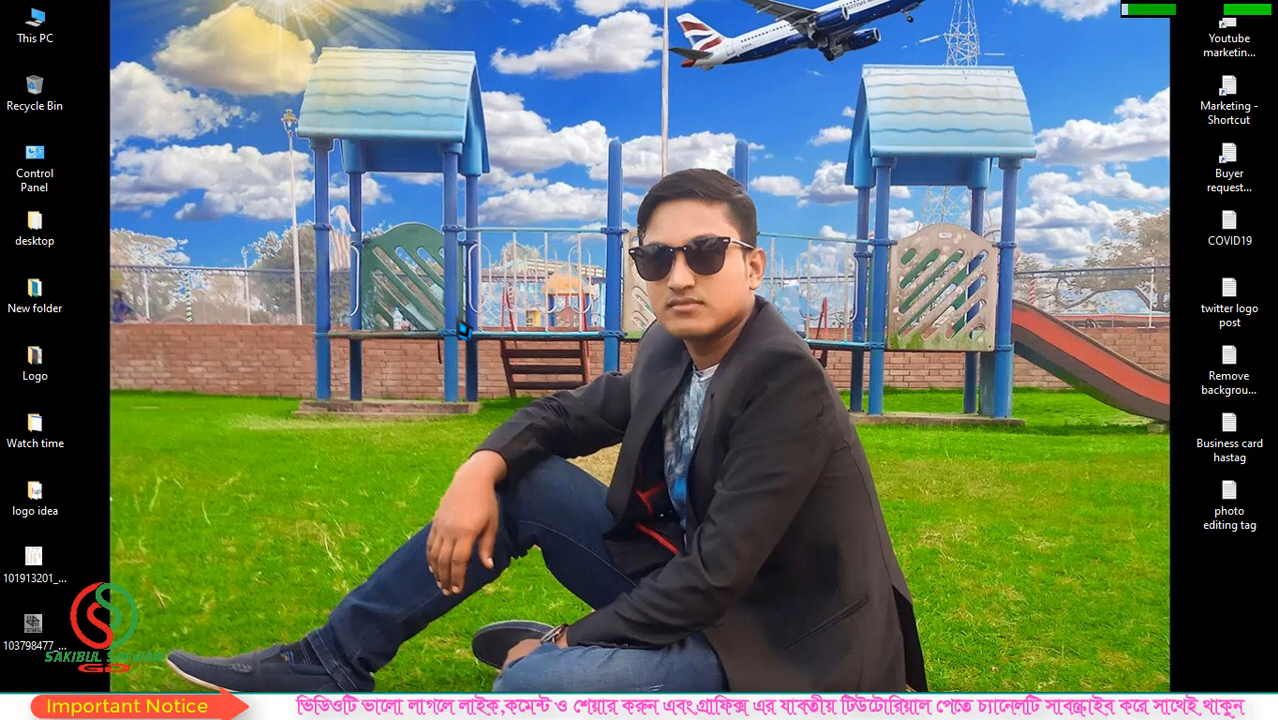 This PC
Recycle Bin
Control
Panel
desktop
New folder
Logo
Watch time
logo idea
101913201_...
103798477_...
Youtube
marketin...
Marketing -
Shortcut
Buyer
request...
COVID19
twitter logo
post
Remove
backgrou...
Business card
hastag
photo
editing tag
Important Notice
ভিডিওটি ভালো লাগলে লাইক,কমেন্ট ও শেয়ার করুন এবং,গ্রাফিক্স এর যাবতীয় টিউটোরিয়াল পেতে চ্যানেলটি সাবস্ক্রাইব করে সাথেই থাকুন